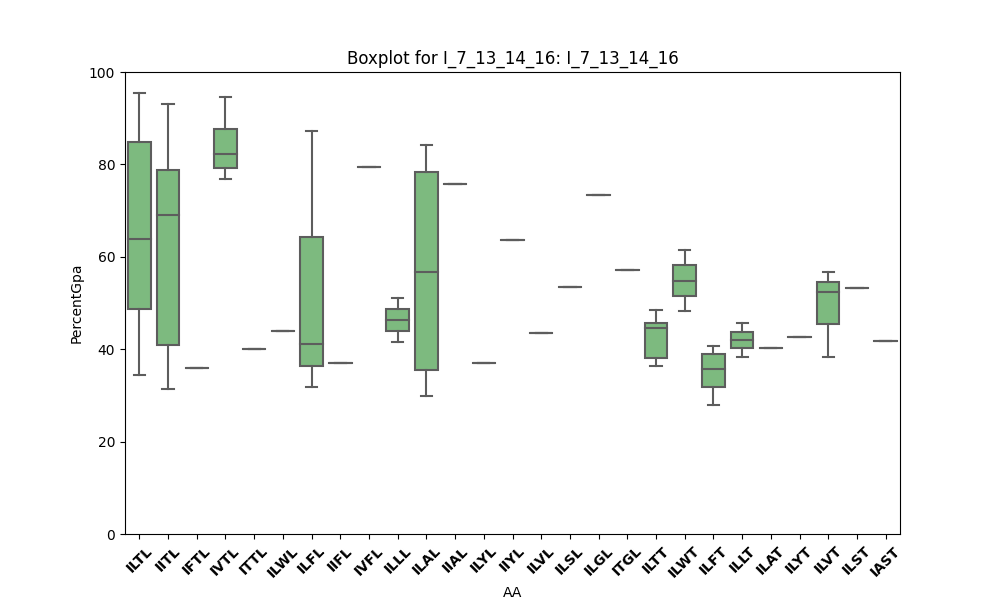 Boxplot for I_7_13_14_16: I_7_13_14_16
100
80
60
40
20
0
PercentGpa
ILTL IITL IFTL IVTL ITTL ILWL ILFL IIFL IVFL ILLL ILAL IIAL ILYL IIYL ILVL ILSL ILGL ITGL ILTT ILWT ILFT ILLT ILAT ILYT ILVT ILST IAST
AA